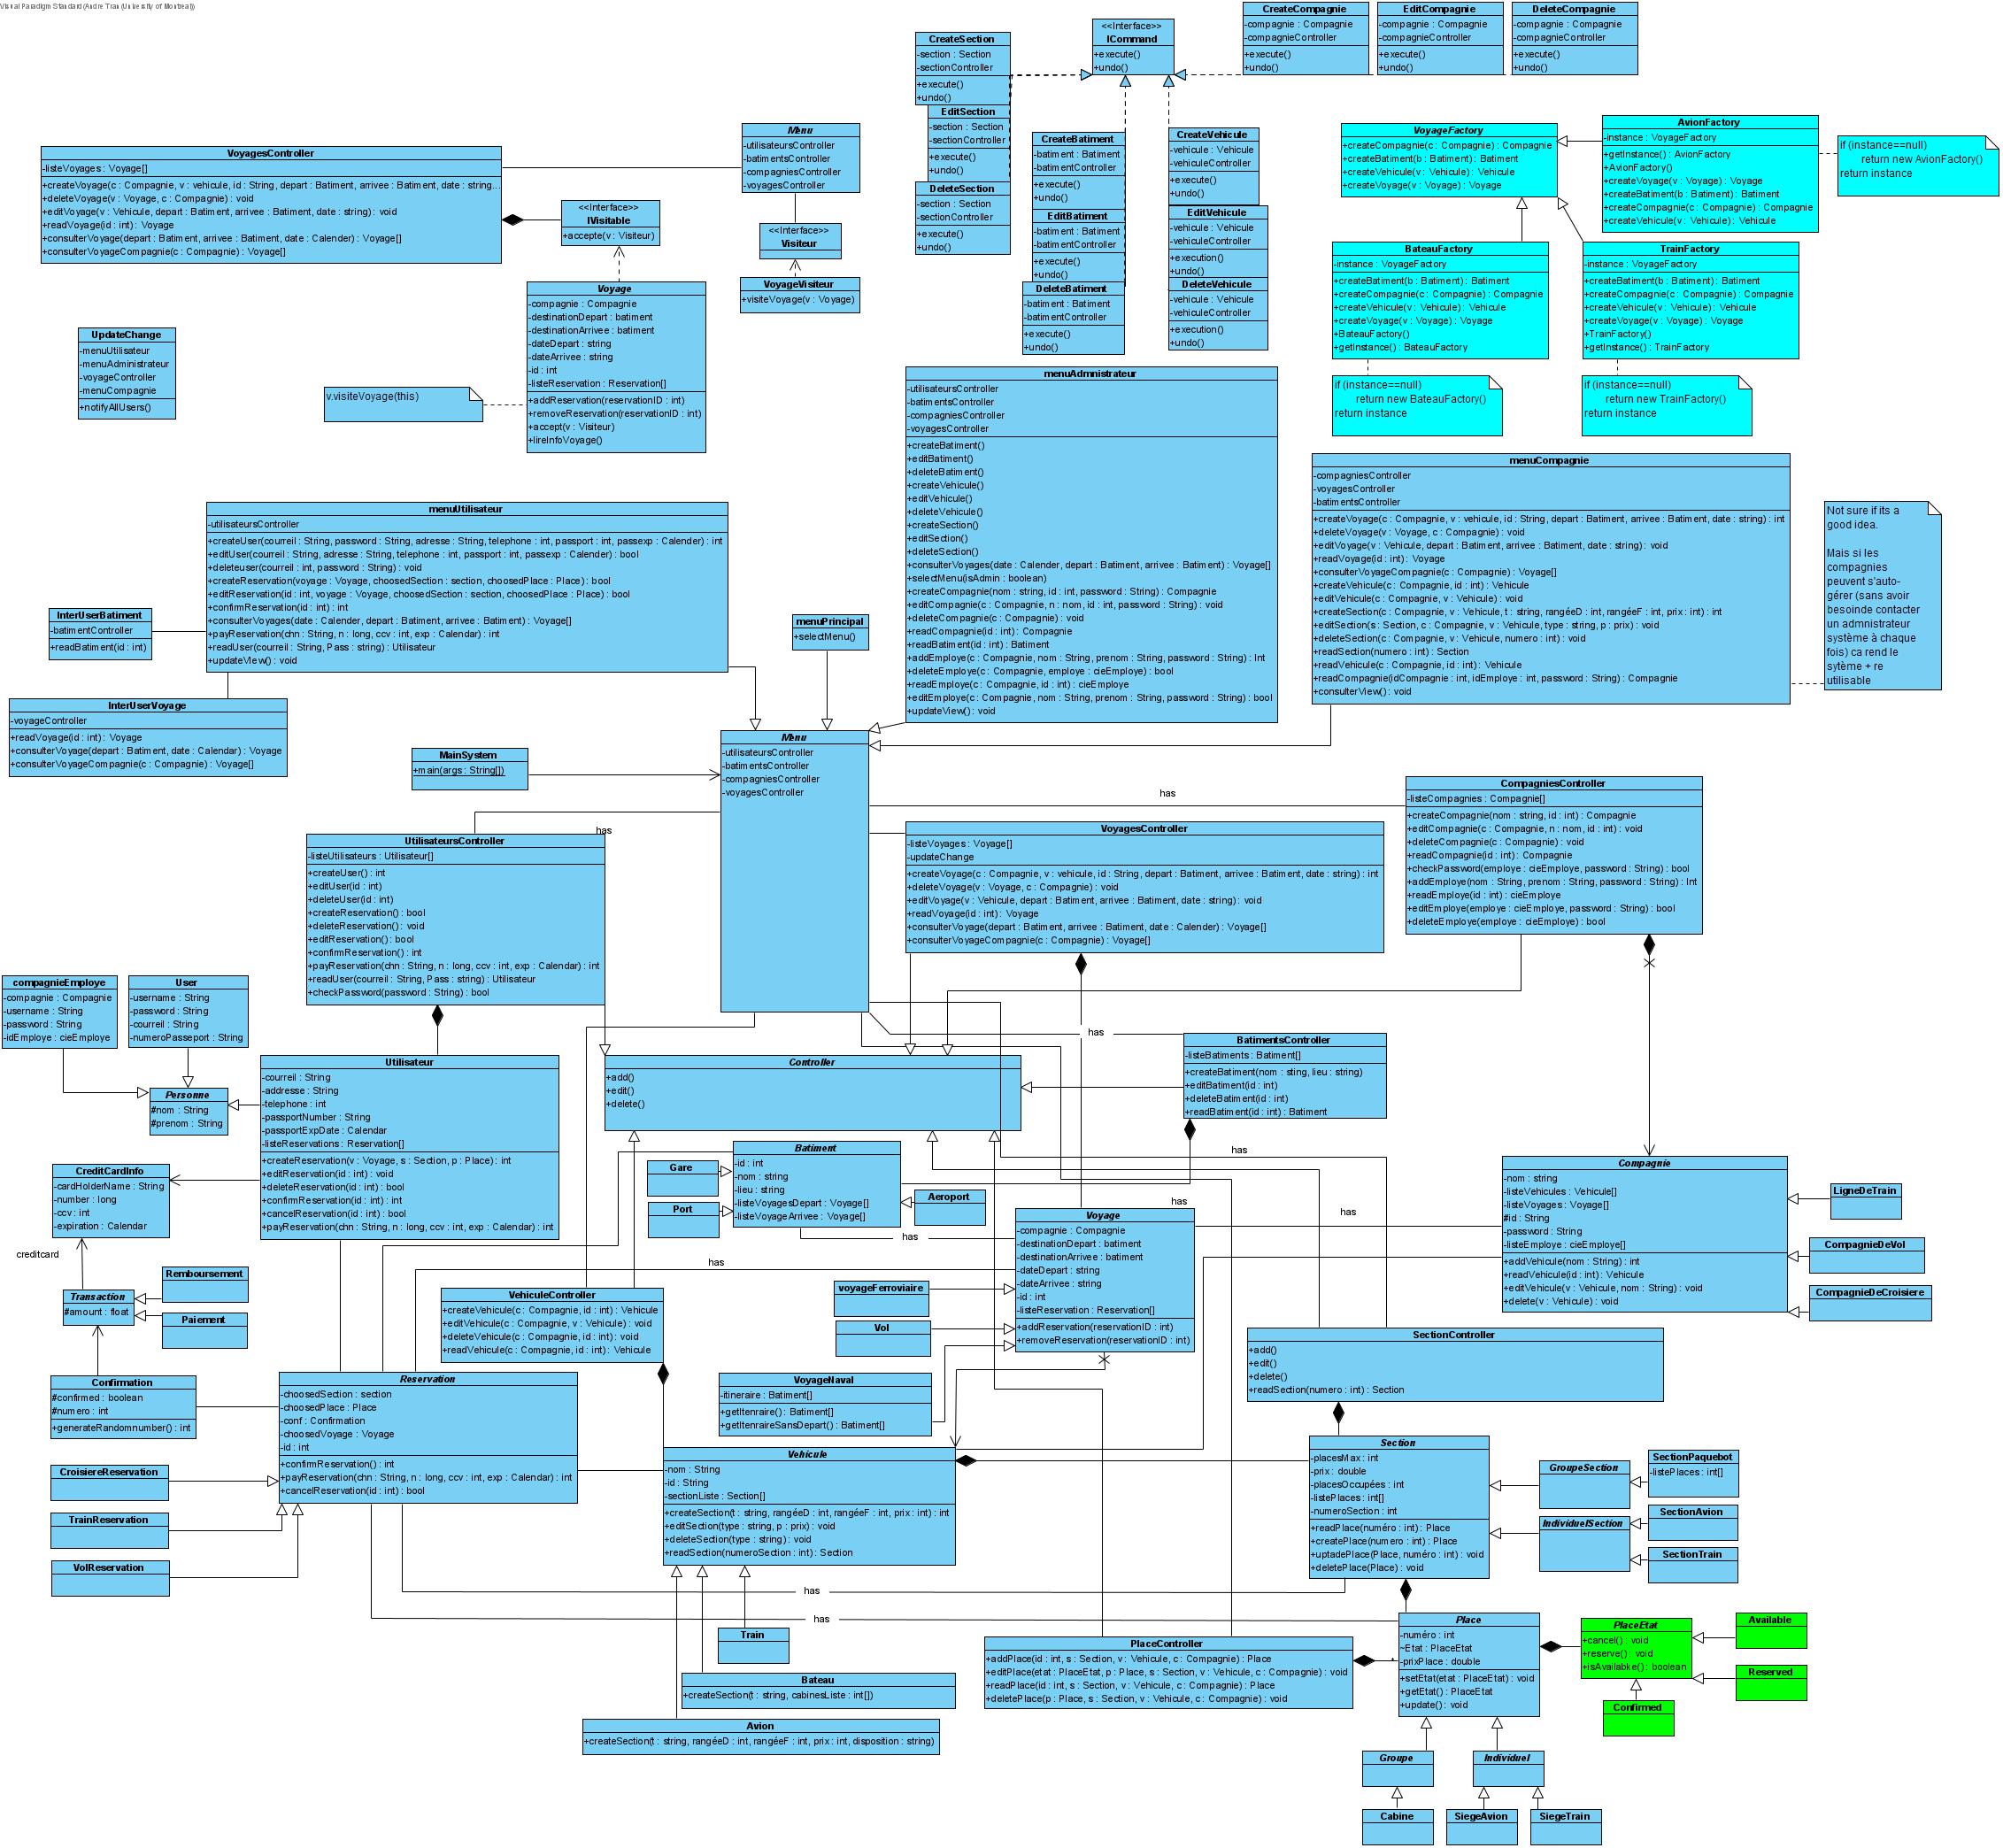 Visual Paradigm Standard(Andre Tran(University of Montreal))
CreateSection
-section : Section
-sectionController
+execute()
+undo()
EditSection
-section : Section
-sectionController
+execute()
+undo()
DeleteSection
-section : Section
-sectionController
+execute()
+undo()
<<Interface>>
ICommand
+execute()
+undo()
CreateCompagnie
-compagnie : Compagnie
-compagnieController
+execute()
+undo()
EditCompagnie
-compagnie : Compagnie
-compagnieController
+execute()
+undo()
DeleteCompagnie
-compagnie : Compagnie
-compagnieController
+execute()
+undo()
CreateBatiment
-batiment : Batiment
-batimentController
+execute()
+undo()
EditBatiment
-batiment : Batiment
-batimentController
+execute()
+undo()
DeleteBatiment
-batiment : Batiment
-batimentController
+execute()
+undo()
CreateVehicule
-vehicule : Vehicule
-vehiculeController
+execute()
+undo()
EditVehicule
-vehicule : Vehicule
-vehiculeController
+execution()
+undo()
DeleteVehicule
-vehicule : Vehicule
-vehiculeController
+execution()
+undo()
VoyageFactory
+createCompagnie(c : Compagnie) : Compagnie
+createBatiment(b : Batiment) : Batiment
+createVehicule(v : Vehicule) : Vehicule
+createVoyage(v : Voyage) : Voyage
AvionFactory
-instance : VoyageFactory
+getInstance() : AvionFactory
+AvionFactory()
+createVoyage(v : Voyage) : Voyage
+createBatiment(b : Batiment) : Batiment
+createCompagnie(c : Compagnie) : Compagnie
+createVehicule(v : Vehicule) : Vehicule
if (instance==null)
return new AvionFactory()
return instance
BateauFactory
-instance : VoyageFactory
+createBatiment(b : Batiment) : Batiment
+createCompagnie(c : Compagnie) : Compagnie
+createVehicule(v : Vehicule) : Vehicule
+createVoyage(v : Voyage) : Voyage
+BateauFactory()
+getInstance() : BateauFactory
if (instance==null)
return new BateauFactory()
return instance
TrainFactory
-instance : VoyageFactory
+createBatiment(b : Batiment) : Batiment
+createCompagnie(c : Compagnie) : Compagnie
+createVehicule(v : Vehicule) : Vehicule
+createVoyage(v : Voyage) : Voyage
+TrainFactory()
+getInstance() : TrainFactory
if (instance==null)
return new TrainFactory()
return instance
VoyagesController
-listeVoyages : Voyage[]
+createVoyage(c : Compagnie, v : vehicule, id : String, depart : Batiment, arrivee : Batiment, date : string...
+deleteVoyage(v : Voyage, c : Compagnie) : void
+editVoyage(v : Vehicule, depart : Batiment, arrivee : Batiment, date : string) : void
+readVoyage(id : int) : Voyage
+consulterVoyage(depart : Batiment, arrivee : Batiment, date : Calender) : Voyage[]
+consulterVoyageCompagnie(c : Compagnie) : Voyage[]
Menu
-utilisateursController
-batimentsController
-compagniesController
-voyagesController
<<Interface>>
IVisitable
+accepte(v : Visiteur)
<<Interface>>
Visiteur
VoyageVisiteur
+visiteVoyage(v : Voyage)
Voyage
-compagnie : Compagnie
-destinationDepart : batiment
-destinationArrivee : batiment
-dateDepart : string
-dateArrivee : string
-id : int
-listeReservation : Reservation[]
+addReservation(reservationID : int)
+removeReservation(reservationID : int)
+accept(v : Visiteur)
+lireInfoVoyage()
v.visiteVoyage(this)
UpdateChange
-menuUtilisateur
-menuAdministrateur
-voyageController
-menuCompagnie
+notifyAllUsers()
menuAdmnistrateur
-utilisateursController
-batimentsController
-compagniesController
-voyagesController
+createBatiment()
+editBatiment()
+deleteBatiment()
+createVehicule()
+editVehicule()
+deleteVehicule()
+createSection()
+editSection()
+deleteSection()
+consulterVoyages(date : Calender, depart : Batiment, arrivee : Batiment) : Voyage[]
+selectMenu(isAdmin : boolean)
+createCompagnie(nom : string, id : int, password : String) : Compagnie
+editCompagnie(c : Compagnie, n : nom, id : int, password : String) : void
+deleteCompagnie(c : Compagnie) : void
+readCompagnie(id : int) : Compagnie
+readBatiment(id : int) : Batiment
+addEmploye(c : Compagnie, nom : String, prenom : String, password : String) : Int
+deleteEmploye(c : Compagnie, employe : cieEmploye) : bool
+readEmploye(c : Compagnie, id : int) : cieEmploye
+editEmploye(c : Compagnie, nom : String, prenom : String, password : String) : bool
+updateView() : void
menuCompagnie
-compagniesController
-voyagesController
-batimentsController
+createVoyage(c : Compagnie, v : vehicule, id : String, depart : Batiment, arrivee : Batiment, date : string) : int
+deleteVoyage(v : Voyage, c : Compagnie) : void
+editVoyage(v : Vehicule, depart : Batiment, arrivee : Batiment, date : string) : void
+readVoyage(id : int) : Voyage
+consulterVoyageCompagnie(c : Compagnie) : Voyage[]
+createVehicule(c : Compagnie, id : int) : Vehicule
+editVehicule(c : Compagnie, v : Vehicule) : void
+createSection(c : Compagnie, v : Vehicule, t : string, rangéeD : int, rangéeF : int, prix : int) : int
+editSection(s : Section, c : Compagnie, v : Vehicule, type : string, p : prix) : void
+deleteSection(c : Compagnie, v : Vehicule, numero : int) : void
+readSection(numero : int) : Section
+readVehicule(c : Compagnie, id : int) : Vehicule
+readCompagnie(idCompagnie : int, idEmploye : int, password : String) : Compagnie
+consulterView() : void
Not sure if its a
good idea.
Mais si les
compagnies
peuvent s'auto-
gérer (sans avoir
besoinde contacter
un admnistrateur
système à chaque
fois) ca rend le
sytème + re
utilisable
menuUtilisateur
-utilisateursController
+createUser(courreil : String, password : String, adresse : String, telephone : int, passport : int, passexp : Calender) : int
+editUser(courreil : String, adresse : String, telephone : int, passport : int, passexp : Calender) : bool
+deleteuser(courreil : int, password : String) : void
+createReservation(voyage : Voyage, choosedSection : section, choosedPlace : Place) : bool
+editReservation(id : int, voyage : Voyage, choosedSection : section, choosedPlace : Place) : bool
+confirmReservation(id : int) : int
+consulterVoyages(date : Calender, depart : Batiment, arrivee : Batiment) : Voyage[]
+payReservation(chn : String, n : long, ccv : int, exp : Calendar) : int
+readUser(courreil : String, Pass : string) : Utilisateur
+updateView() : void
InterUserBatiment
-batimentController
+readBatiment(id : int)
InterUserVoyage
-voyageController
+readVoyage(id : int) : Voyage
+consulterVoyage(depart : Batiment, date : Calendar) : Voyage
+consulterVoyageCompagnie(c : Compagnie) : Voyage[]
menuPrincipal
+selectMenu()
MainSystem
+main(args : String[])
Menu
-utilisateursController
-batimentsController
-compagniesController
-voyagesController
has
has
CompagniesController
-listeCompagnies : Compagnie[]
+createCompagnie(nom : string, id : int) : Compagnie
+editCompagnie(c : Compagnie, n : nom, id : int) : void
+deleteCompagnie(c : Compagnie) : void
+readCompagnie(id : int) : Compagnie
+checkPassword(employe : cieEmploye, password : String) : bool
+addEmploye(nom : String, prenom : String, password : String) : Int
+readEmploye(id : int) : cieEmploye
+editEmploye(employe : cieEmploye, password : String) : bool
+deleteEmploye(employe : cieEmploye) : bool
VoyagesController
-listeVoyages : Voyage[]
-updateChange
+createVoyage(c : Compagnie, v : vehicule, id : String, depart : Batiment, arrivee : Batiment, date : string) : int
+deleteVoyage(v : Voyage, c : Compagnie) : void
+editVoyage(v : Vehicule, depart : Batiment, arrivee : Batiment, date : string) : void
+readVoyage(id : int) : Voyage
+consulterVoyage(depart : Batiment, arrivee : Batiment, date : Calender) : Voyage[]
+consulterVoyageCompagnie(c : Compagnie) : Voyage[]
UtilisateursController
-listeUtilisateurs : Utilisateur[]
+createUser() : int
+editUser(id : int)
+deleteUser(id : int)
+createReservation() : bool
+deleteReservation() : void
+editReservation() : bool
+confirmReservation() : int
+payReservation(chn : String, n : long, ccv : int, exp : Calendar) : int
+readUser(courreil : String, Pass : string) : Utilisateur
+checkPassword(password : String) : bool
compagnieEmploye
-compagnie : Compagnie
-username : String
-password : String
-idEmploye : cieEmploye
User
-username : String
-password : String
-courreil : String
-numeroPasseport : String
Personne
#nom : String
#prenom : String
Utilisateur
-courreil : String
-addresse : String
-telephone : int
-passportNumber : String
-passportExpDate : Calendar
-listeReservations : Reservation[]
+createReservation(v : Voyage, s : Section, p : Place) : int
+editReservation(id : int) : void
+deleteReservation(id : int) : bool
+confirmReservation(id : int) : int
+cancelReservation(id : int) : bool
+payReservation(chn : String, n : long, ccv : int, exp : Calendar) : int
Controller
+add()
+edit()
+delete()
has
BatimentsController
-listeBatiments : Batiment[]
+createBatiment(nom : sting, lieu : string)
+editBatiment(id : int)
+deleteBatiment(id : int)
+readBatiment(id : int) : Batiment
CreditCardInfo
-cardHolderName : String
-number : long
-ccv : int
-expiration : Calendar
creditcard
Transaction
#amount : float
Remboursement
Paiement
Gare
Port
Batiment
-id : int
-nom : string
-lieu : string
-listeVoyagesDepart : Voyage[]
-listeVoyageArrivee : Voyage[]
Aeroport
has
has
has
has
has
Voyage
-compagnie : Compagnie
-destinationDepart : batiment
-destinationArrivee : batiment
-dateDepart : string
-dateArrivee : string
-id : int
-listeReservation : Reservation[]
+addReservation(reservationID : int)
+removeReservation(reservationID : int)
Compagnie
-nom : string
-listeVehicules : Vehicule[]
-listeVoyages : Voyage[]
#id : String
-password : String
-listeEmploye : cieEmploye[]
+addVehicule(nom : String) : int
+readVehicule(id : int) : Vehicule
+editVehicule(v : Vehicule, nom : String) : void
+delete(v : Vehicule) : void
LigneDeTrain
CompagnieDeVol
CompagnieDeCroisiere
VehiculeController
+createVehicule(c : Compagnie, id : int) : Vehicule
+editVehicule(c : Compagnie, v : Vehicule) : void
+deleteVehicule(c : Compagnie, id : int) : void
+readVehicule(c : Compagnie, id : int) : Vehicule
voyageFerroviaire
Vol
VoyageNaval
-itineraire : Batiment[]
+getItenraire() : Batiment[]
+getItenraireSansDepart() : Batiment[]
SectionController
+add()
+edit()
+delete()
+readSection(numero : int) : Section
Confirmation
#confirmed : boolean
#numero : int
+generateRandomnumber() : int
Reservation
-choosedSection : section
-choosedPlace : Place
-conf : Confirmation
-choosedVoyage : Voyage
-id : int
+confirmReservation() : int
+payReservation(chn : String, n : long, ccv : int, exp : Calendar) : int
+cancelReservation(id : int) : bool
CroisiereReservation
TrainReservation
VolReservation
Vehicule
-nom : String
-id : String
-sectionListe : Section[]
+createSection(t : string, rangéeD : int, rangéeF : int, prix : int) : int
+editSection(type : string, p : prix) : void
+deleteSection(type : string) : void
+readSection(numeroSection : int) : Section
Section
-placesMax : int
-prix : double
-placesOccupées : int
-listePlaces : int[]
-numeroSection : int
+readPlace(numéro : int) : Place
+createPlace(numero : int) : Place
+uptadePlace(Place, numéro : int) : void
+deletePlace(Place) : void
GroupeSection
IndividuelSection
SectionPaquebot
-listePlaces : int[]
SectionAvion
SectionTrain
has
has
Train
Bateau
+createSection(t : string, cabinesListe : int[])
Avion
+createSection(t : string, rangéeD : int, rangéeF : int, prix : int, disposition : string)
PlaceController
+addPlace(id : int, s : Section, v : Vehicule, c : Compagnie) : Place
+editPlace(etat : PlaceEtat, p : Place, s : Section, v : Vehicule, c : Compagnie) : void
+readPlace(id : int, s : Section, v : Vehicule, c : Compagnie) : Place
+deletePlace(p : Place, s : Section, v : Vehicule, c : Compagnie) : void
Place
-numéro : int
~Etat : PlaceEtat
-prixPlace : double
+setEtat(etat : PlaceEtat) : void
+getEtat() : PlaceEtat
+update() : void
PlaceEtat
+cancel() : void
+reserve() : void
+isAvailabke() : boolean
Available
Reserved
Confirmed
Groupe
Individuel
Cabine
SiegeAvion
SiegeTrain